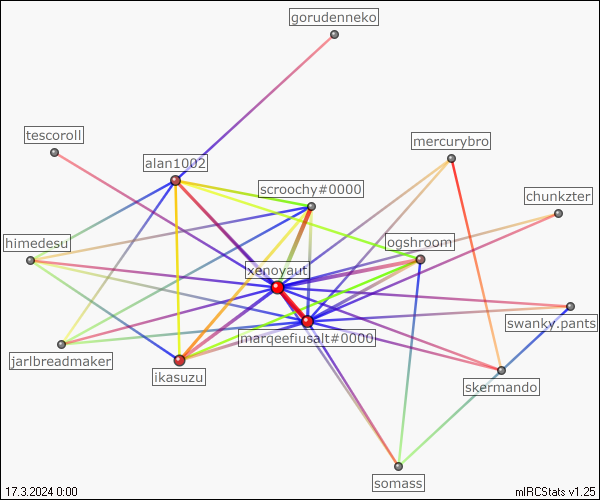 gorudenneko
tescoroll
mercurybro
alan1002
scroochy#0000
chunkzter
himedesu
ogshroom
xenoyaut
swanky.pants
marqeefiusalt#0000
jarlbreadmaker
ikasuzu
skermando
somass
17.3.2024 0:00
mIRCStats v1.25